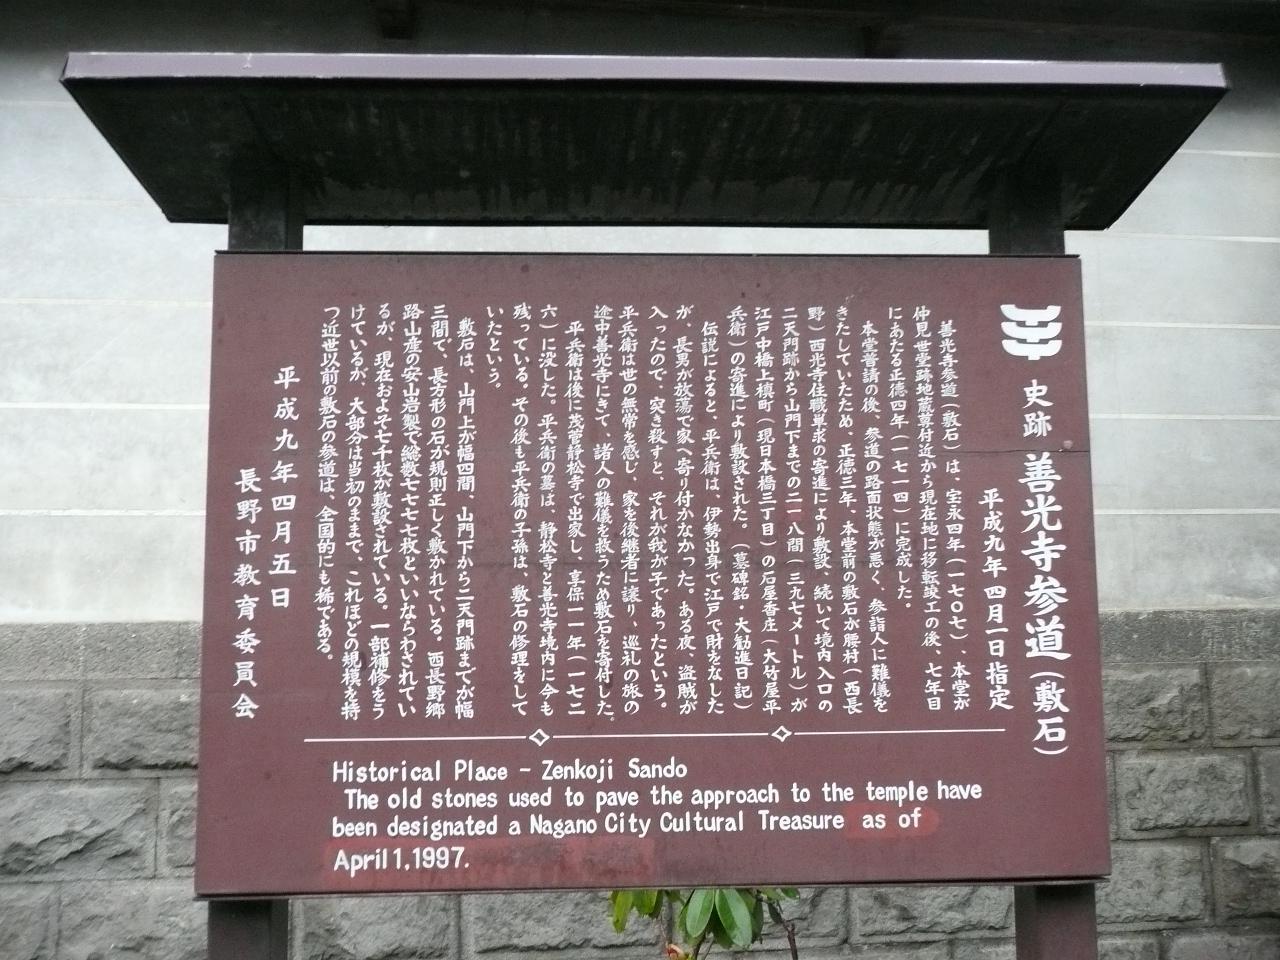 史跡 善光寺参道（敷石）
平成九年四月一日指定
善光寺参道（敷石）は、宝永四年（一七〇七）、本堂が
仲見世堂跡地蔵尊付近から現在地に移転竣工の後、七年目
にあたる正徳四年（一七一四）に完成した。
本堂普請の後、参道の路面状態が悪く、参詣人に難儀を
きたしていたため、正徳三年、本堂前の敷石が腰村（西長
野）西光寺住職単求の寄進により敷設、続いて境内入口の
二天門跡から山門下までの二一八間（三九七メートル）が
江戸中橋上槙町（現日本橋三丁目）の石屋香庄（大竹屋平
兵衛）の寄進により敷設された。（墓碑銘・大勧進日記）
伝説によると、平兵衛は、伊勢出身で江戸で財をなした
が、長男が放蕩で家へ寄り付かなかった。ある夜、盗賊が
入ったので、突き殺すと、それが我が子であったという。
平兵衛は世の無常を感じ、家を後継者に譲り、巡礼の旅の
途中善光寺にきて、諸人の難儀を救うため敷石を寄付した。
平兵衛は後に茂菅静松寺で出家し、享保一一年（一七二
六）に没した。平兵衛の墓は、静松寺と善光寺境内に今も
残っている。その後も平兵衛の子孫は、敷石の修理をして
いたという。
敷石は、山門上が幅四間、山門下から二天門跡までが幅
三間で、長方形の石が規則正しく敷かれている。西長野郷
路山産の安山岩製で総数七七七七枚といいならわされてい
るが、現在およそ七千枚が敷設されている。一部補修をう
けているが、大部分は当初のままで、これほどの規模を持
つ近世以前の敷石の参道は、全国的にも稀である。
平成九年四月五日
長野市教育委員会
Historical Place - Zenkoji Sando
The old stones used to pave the approach to the temple have
been designated a Nagano City Cultural Treasure as of
April 1, 1997.